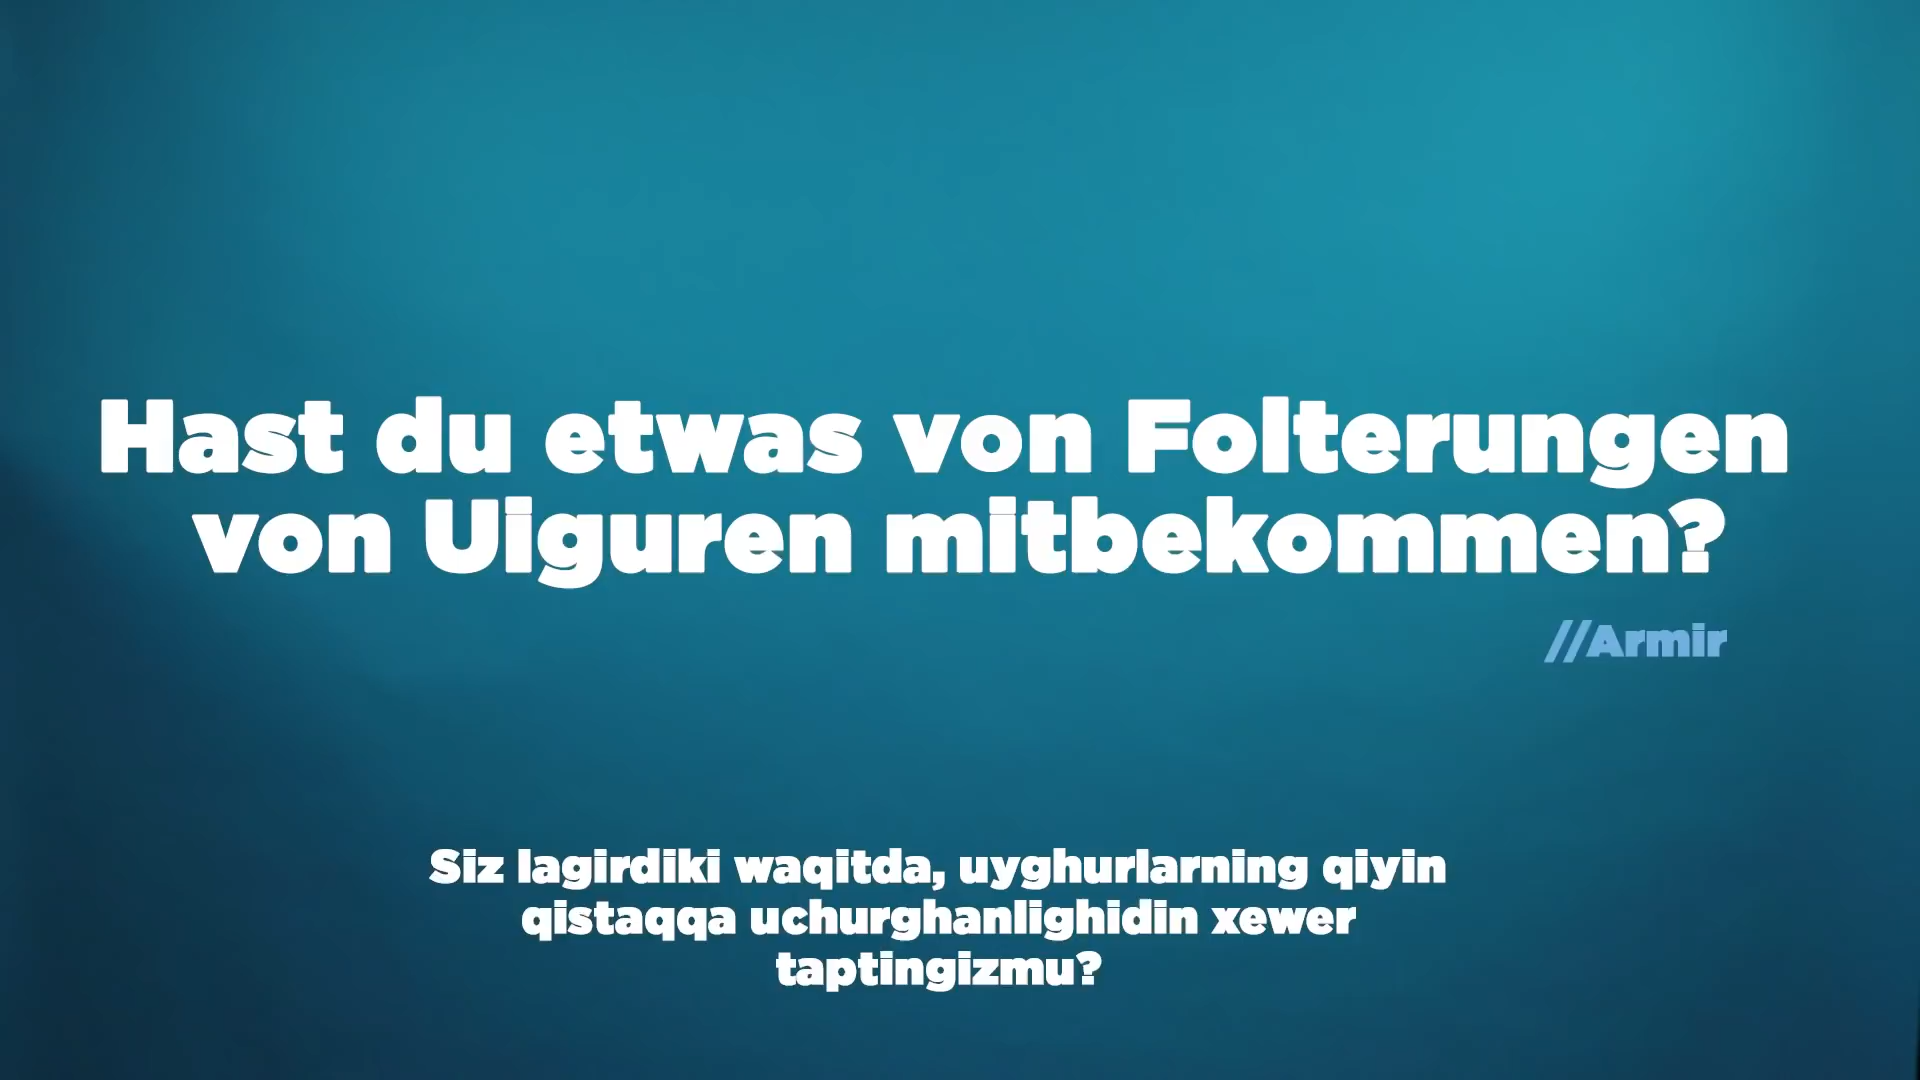 Hast du etwas von Folterungen
von Uiguren mitbekommen?
//Armir
Siz lagirdiki waqitda, uyghurlarning qiyin
qistaqqa uchurghanlighidin xewer
taptingizmu?